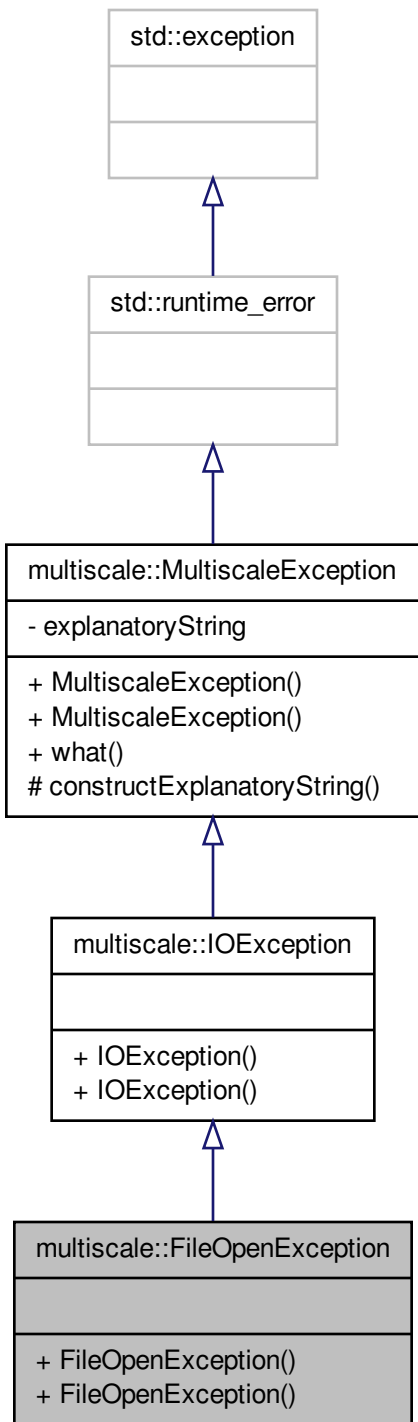 std::exception
std::runtime_error
multiscale::MultiscaleException
- explanatoryString
+ MultiscaleException()
+ MultiscaleException()
+ what()
# constructExplanatoryString()
multiscale::IOException
+ IOException()
+ IOException()
multiscale::FileOpenException
+ FileOpenException()
+ FileOpenException()